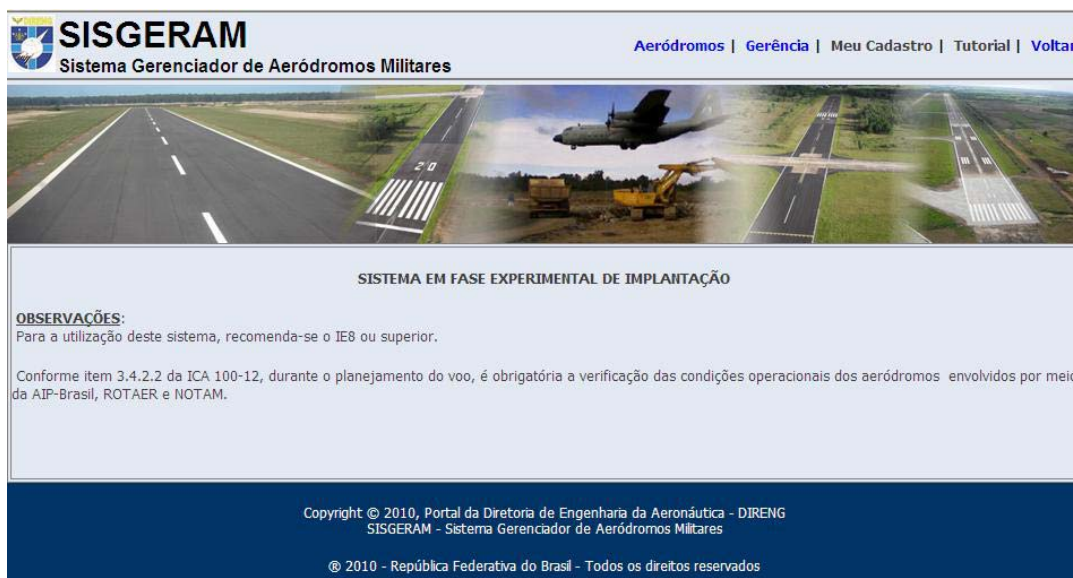 DIRENG
SISGERAM
Sistema Gerenciador de Aeródromos Militares
Aeródromos | Gerência | Meu Cadastro | Tutorial | Voltar
20
SISTEMA EM FASE EXPERIMENTAL DE IMPLANTAÇÃO
OBSERVAÇÕES:
Para a utilização deste sistema, recomenda-se o IE8 ou superior.
Conforme item 3.4.2.2 da ICA 100-12, durante o planejamento do voo, é obrigatória a verificação das condições operacionais dos aeródromos envolvidos por meio
da AIP-Brasil, ROTAER e NOTAM.
Copyright © 2010, Portal da Diretoria de Engenharia da Aeronáutica - DIRENG
SISGERAM - Sistema Gerenciador de Aeródromos Militares
® 2010 - República Federativa do Brasil - Todos os direitos reservados